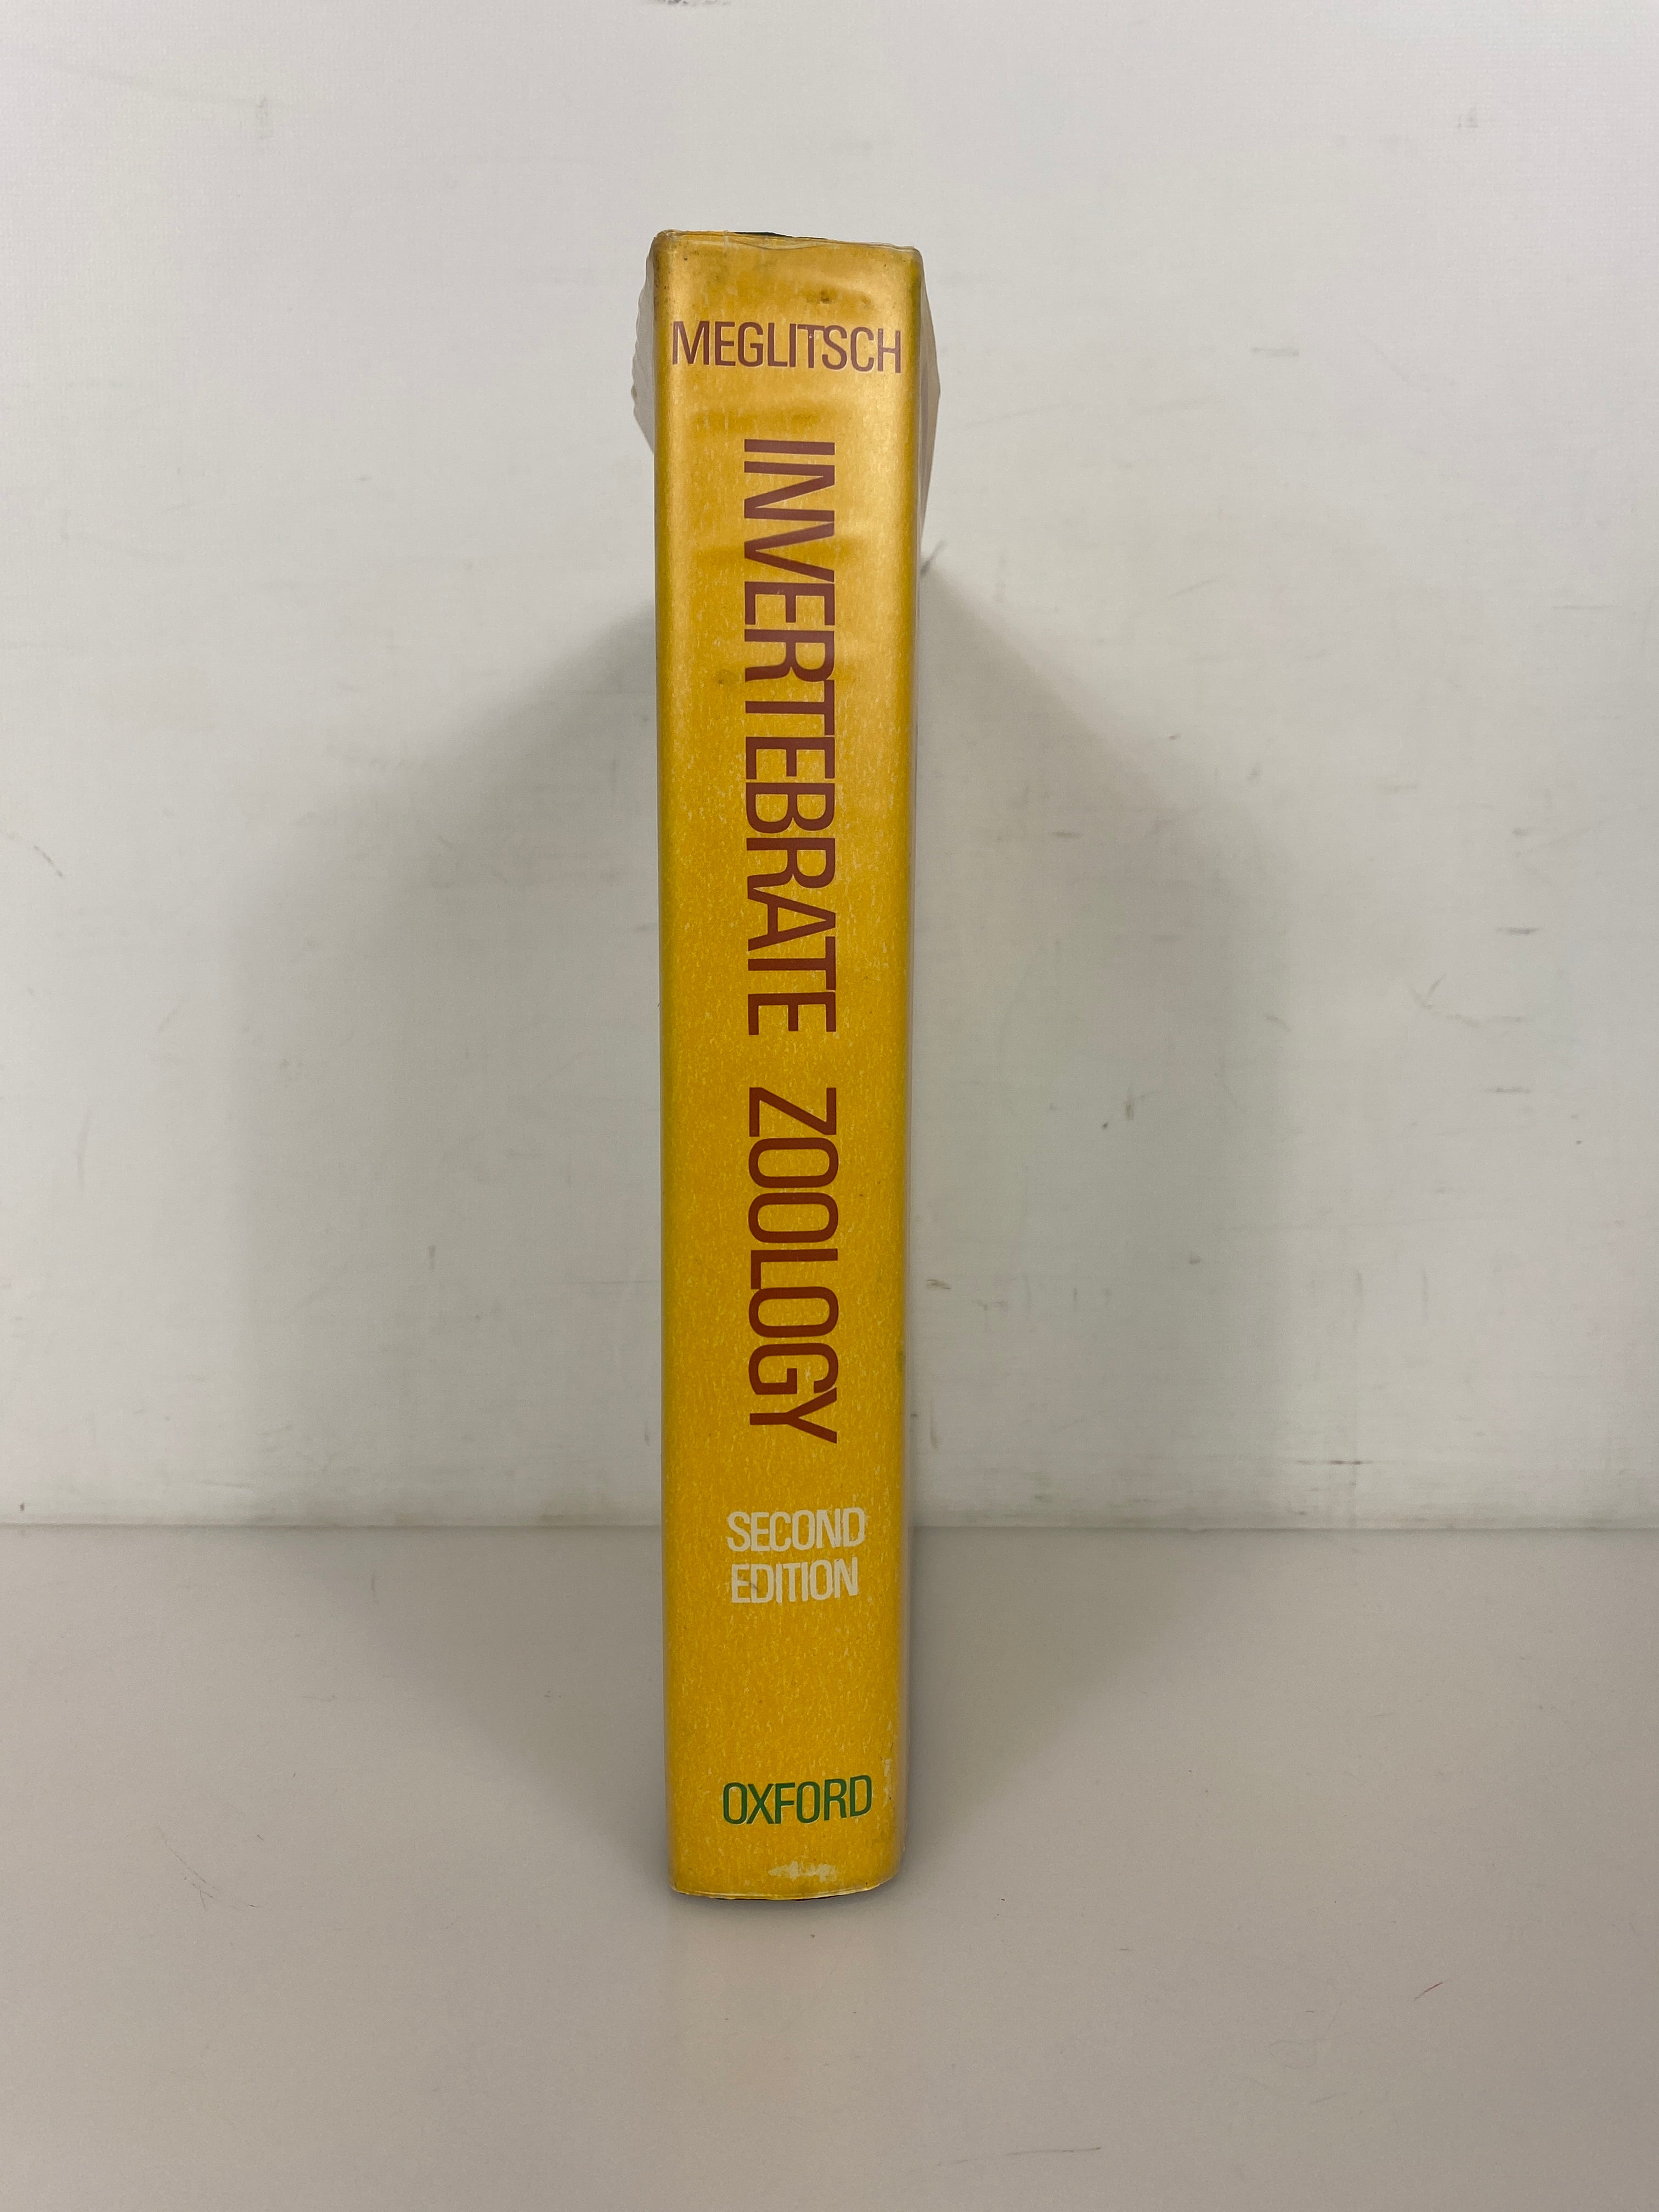 MEGLITSCH
INVERTEBRATE ZOOLOGY
SECOND
EDITION
OXFORD